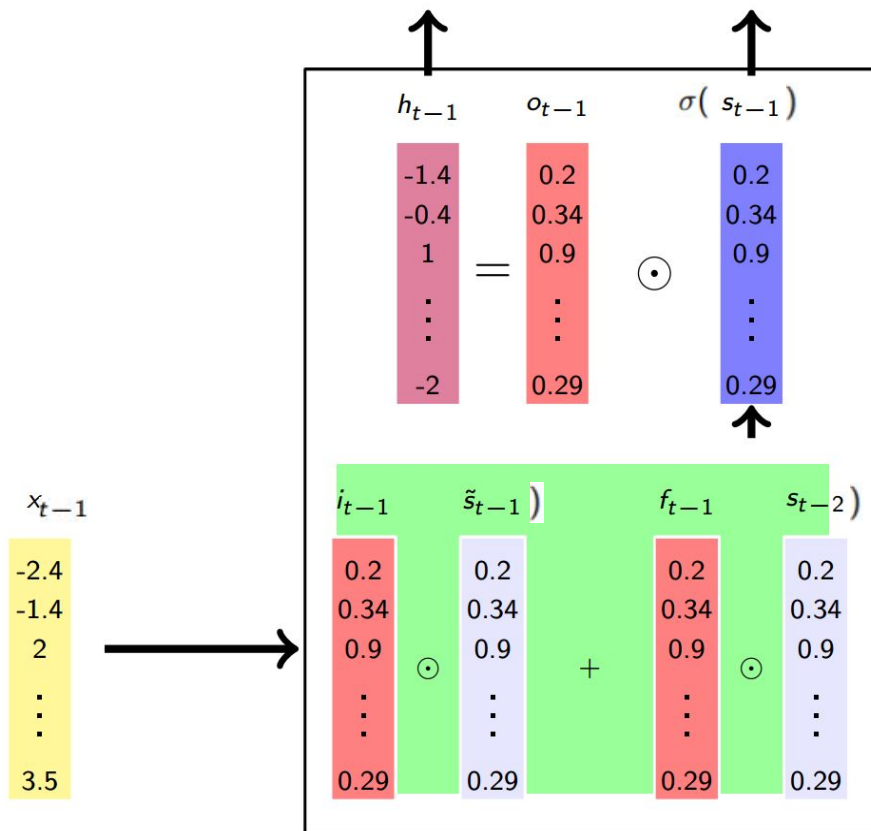 h_{t−1} o_{t−1} σ( s_{t−1})
-1.4 0.2 0.2
-0.4 0.34 0.34
1 0.9 0.9
= ⊙
⋮ ⋮ ⋮
-2 0.29 0.29
x_{t−1} i_{t−1} s̃_{t−1}) f_{t−1} s_{t−2})
-2.4 0.2 0.2 0.2 0.2
-1.4 0.34 0.34 0.34 0.34
2 0.9 0.9 0.9 0.9
⊙ + ⊙
⋮ ⋮ ⋮ ⋮ ⋮
3.5 0.29 0.29 0.29 0.29